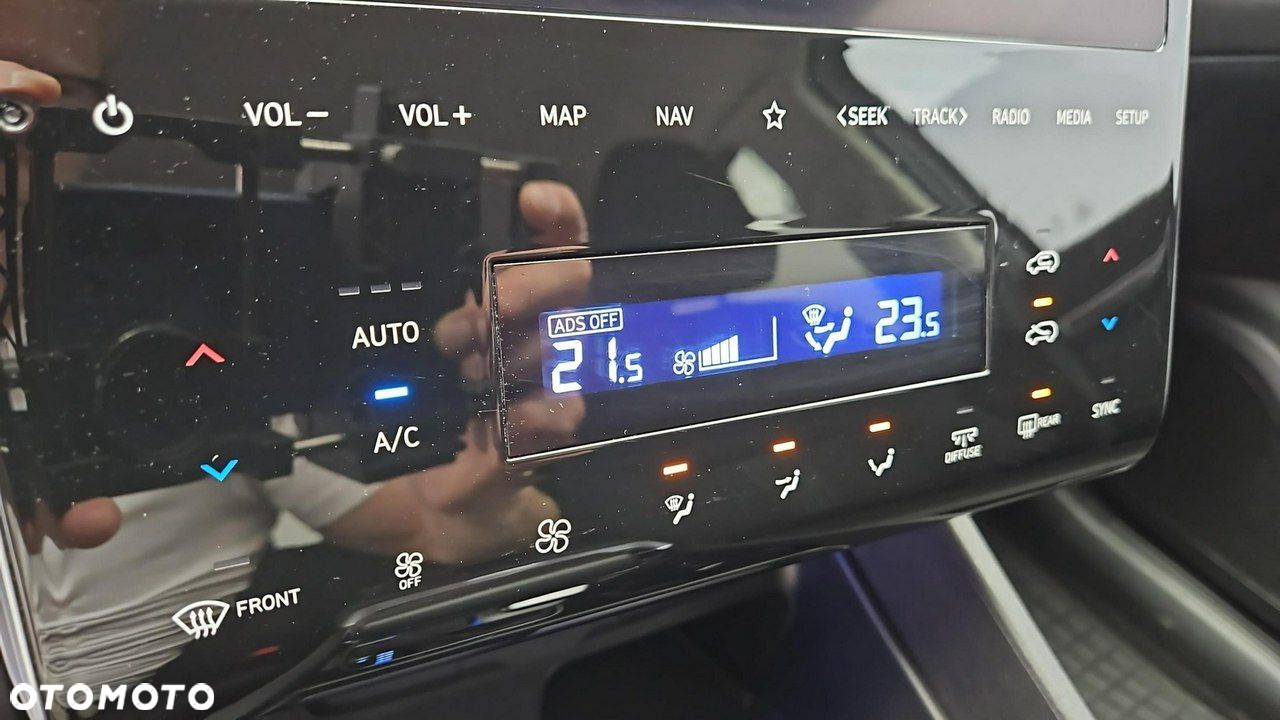 VOL- VOL+ MAP NAV <SEEK TRACK> RADIO MEDIA SETUP
AUTO
ADS OFF
21.5 23.5
A/C
REAR SYNC
DIFFUSE
OFF
FRONT
OTOMOTO